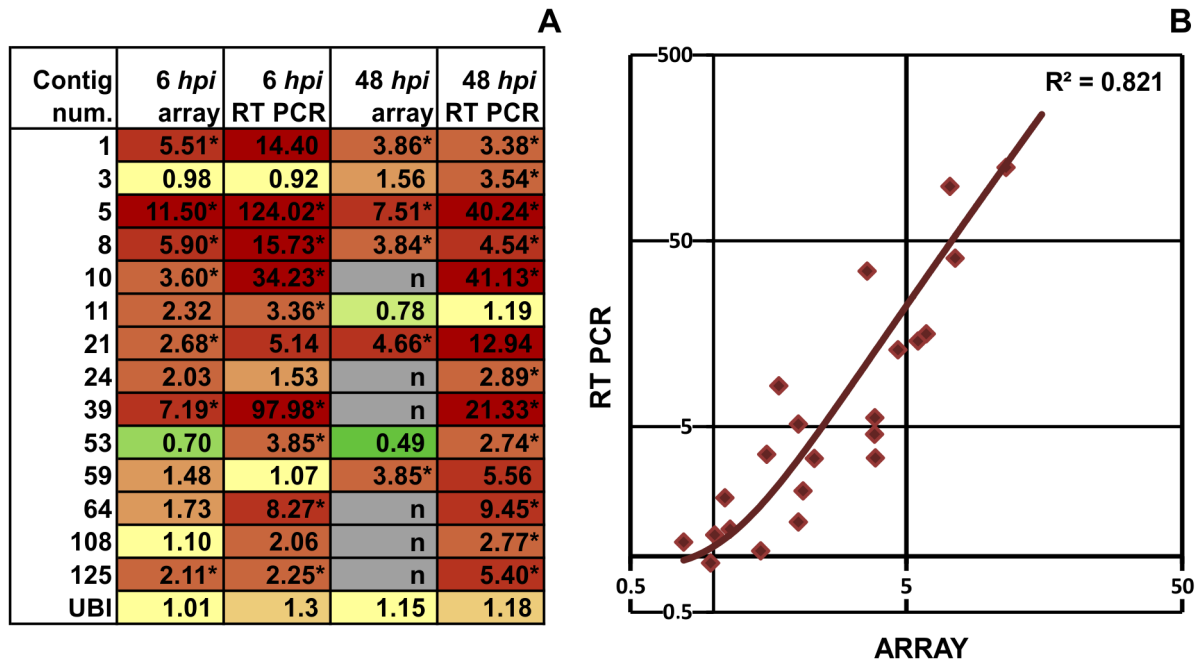 A
Contig num. 6 hpi array 6 hpi RT PCR 48 hpi array 48 hpi RT PCR
1 5.51* 14.40 3.86* 3.38*
3 0.98 0.92 1.56 3.54*
5 11.50* 124.02* 7.51* 40.24*
8 5.90* 15.73* 3.84* 4.54*
10 3.60* 34.23* n 41.13*
11 2.32 3.36* 0.78 1.19
21 2.68* 5.14 4.66* 12.94
24 2.03 1.53 n 2.89*
39 7.19* 97.98* n 21.33*
53 0.70 3.85* 0.49 2.74*
59 1.48 1.07 3.85* 5.56
64 1.73 8.27* n 9.45*
108 1.10 2.06 n 2.77*
125 2.11* 2.25* n 5.40*
UBI 1.01 1.3 1.15 1.18
B
500
R² = 0.821
50
5
0.5
RT PCR
0.5 5 50
ARRAY